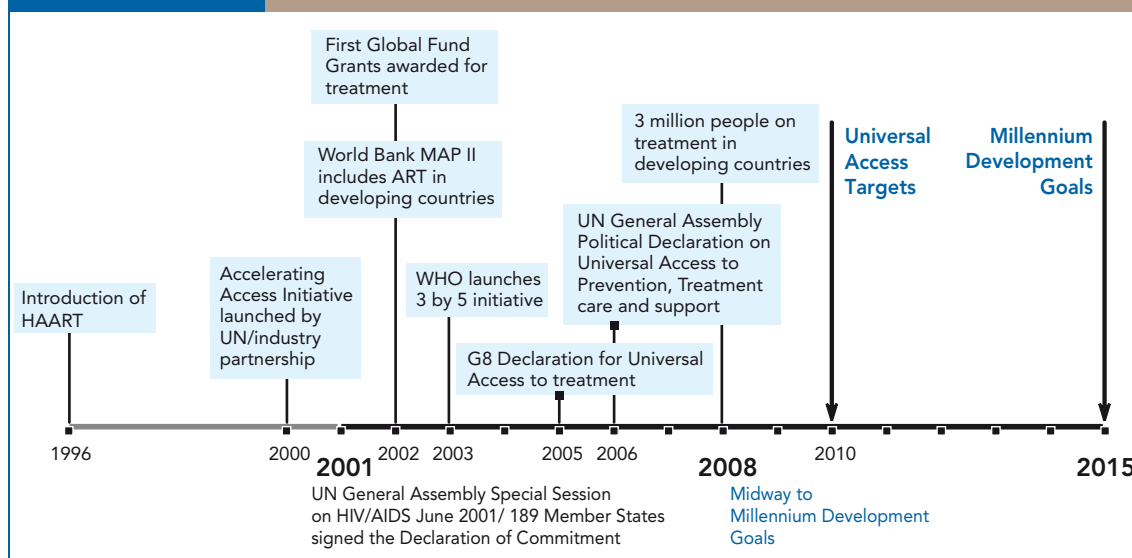 First Global Fund
Grants awarded for
treatment
World Bank MAP II
includes ART in
developing countries
3 million people on
treatment in
developing countries
Universal
Access
Targets
Millennium
Development
Goals
Introduction of
HAART
Accelerating
Access Initiative
launched by
UN/industry
partnership
WHO launches
3 by 5 initiative
UN General Assembly
Political Declaration on
Universal Access to
Prevention, Treatment
care and support
G8 Declaration for Universal
Access to treatment
1996
2000
2001
2002
2003
2005
2006
2008
2010
2015
UN General Assembly Special Session
on HIV/AIDS June 2001/ 189 Member States
signed the Declaration of Commitment
Midway to
Millennium Development
Goals